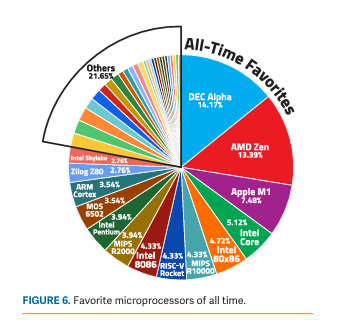 All-Time Favorites
Others
21.65%
DEC Alpha
14.17%
AMD Zen
13.39%
Apple M1
7.48%
5.12%
Intel
Core
4.72%
Intel
80x86
4.33%
MIPS
R10000
4.33%
RISC-V
Rocket
4.33%
Intel
8086
3.94%
MIPS
R2000
3.94%
Intel
Pentium
3.54%
MOS
6502
ARM
Cortex
3.54%
Zilog Z80 2.76%
Intel Skylake 2.76%
FIGURE 6. Favorite microprocessors of all time.